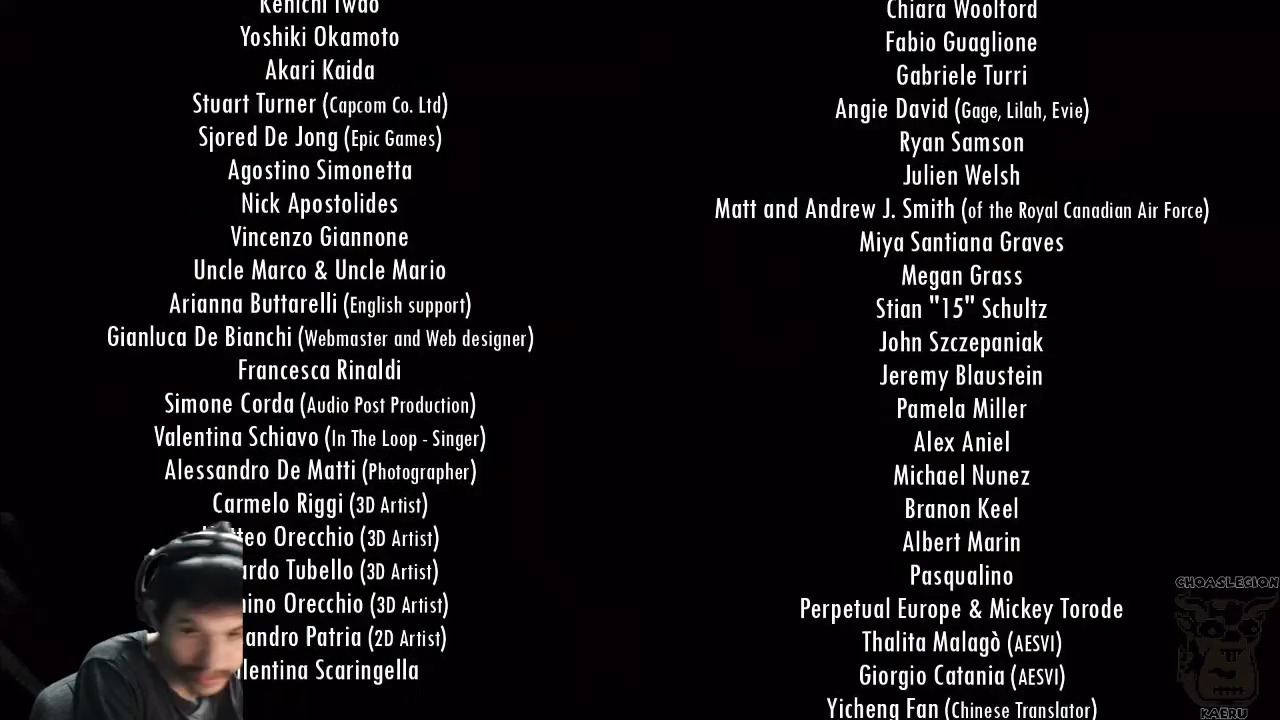 Kenichi Iwao
Yoshiki Okamoto
Akari Kaida
Stuart Turner (Capcom Co. Ltd)
Sjored De Jong (Epic Games)
Agostino Simonetta
Nick Apostolides
Vincenzo Giannone
Uncle Marco & Uncle Mario
Arianna Buttarelli (English support)
Gianluca De Bianchi (Webmaster and Web designer)
Francesca Rinaldi
Simone Corda (Audio Post Production)
Valentina Schiavo (In The Loop - Singer)
Alessandro De Matti (Photographer)
Carmelo Riggi (3D Artist)
Orecchio (3D Artist)
Tubello (3D Artist)
Orecchio (3D Artist)
Patria (2D Artist)
Scaringella
Chiara Woolford
Fabio Guaglione
Gabriele Turri
Angie David (Gage, Lilah, Evie)
Ryan Samson
Julien Welsh
Matt and Andrew J. Smith (of the Royal Canadian Air Force)
Miya Santiana Graves
Megan Grass
Stian "15" Schultz
John Szczepaniak
Jeremy Blaustein
Pamela Miller
Alex Aniel
Michael Nunez
Branon Keel
Albert Marin
Pasqualino
Perpetual Europe & Mickey Torode
Thalita Malagò (AESVI)
Giorgio Catania (AESVI)
Yicheng Fan (Chinese Translator)
CHOASLEGION
KAERU